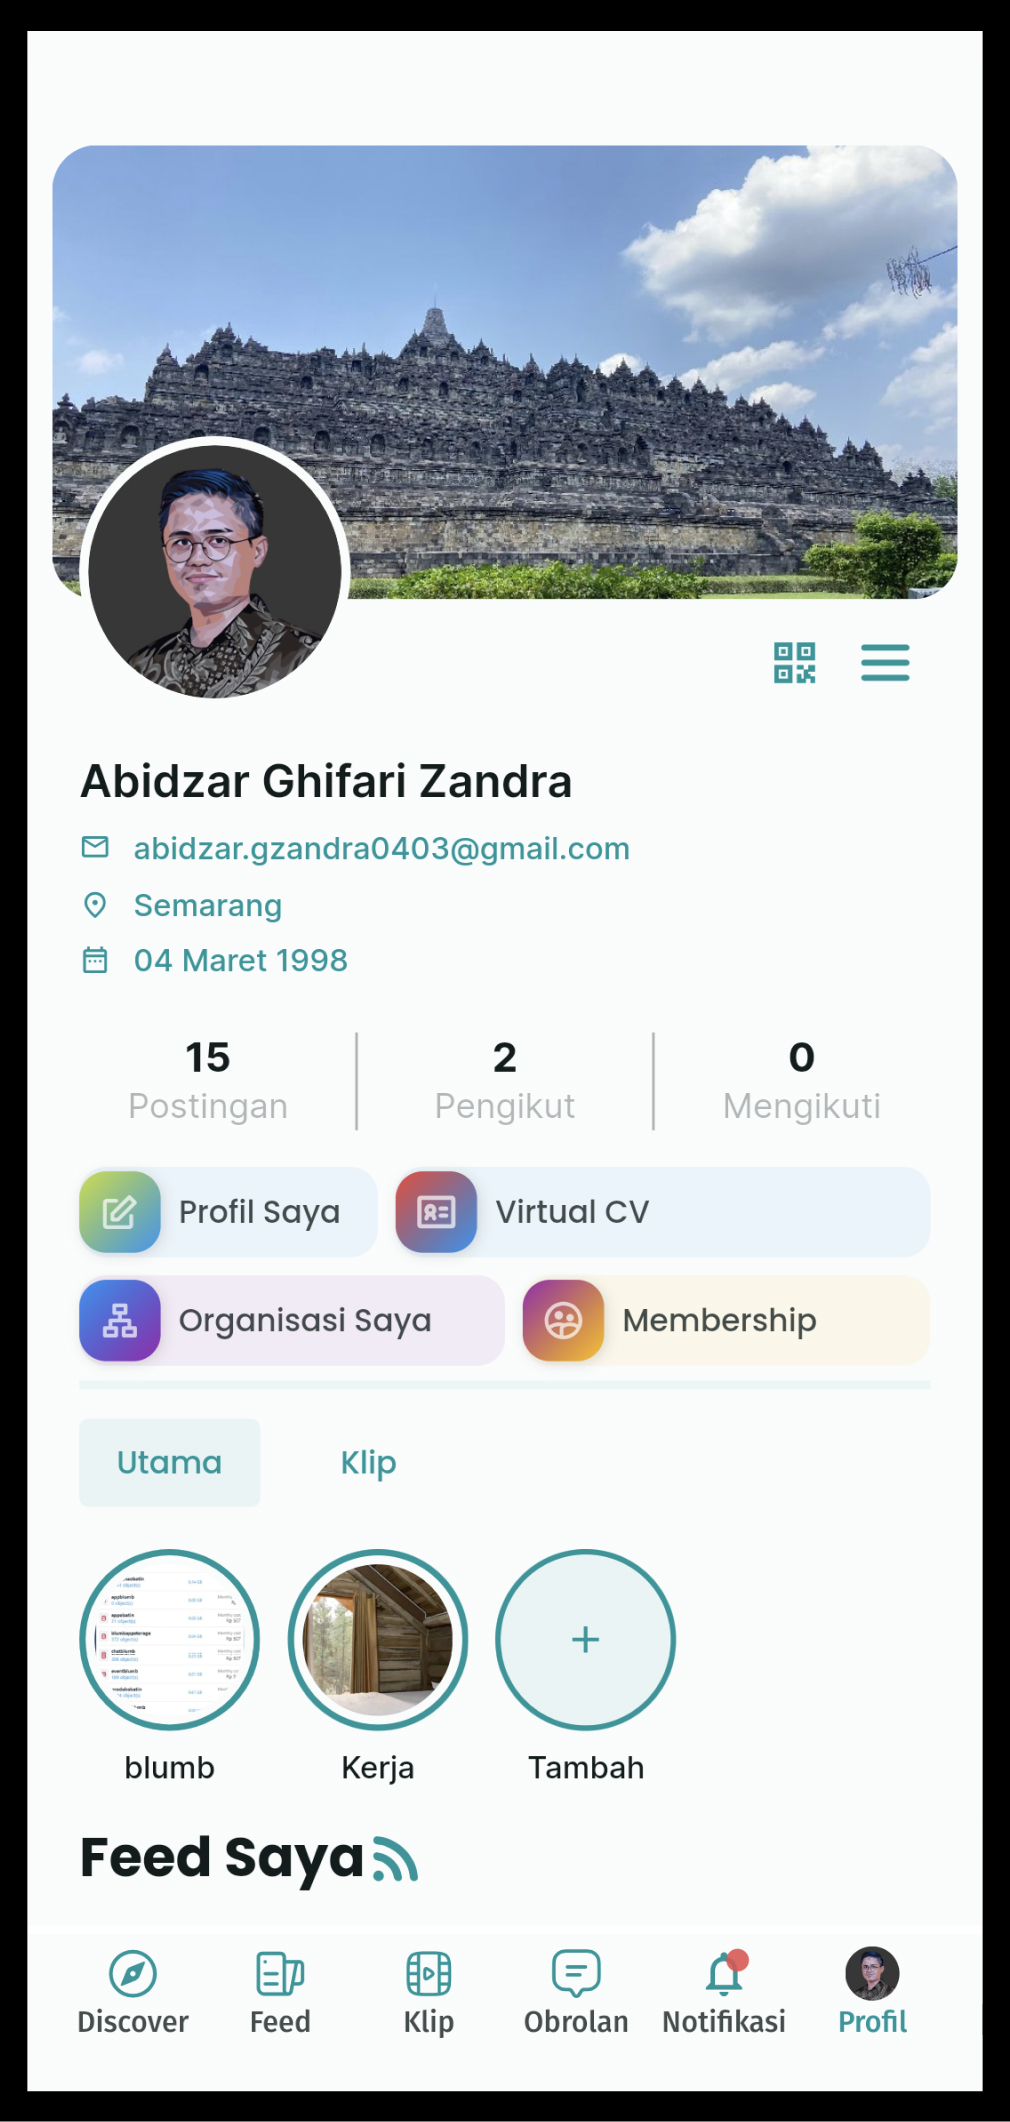 Abidzar Ghifari Zandra
abidzar.gzandra0403@gmail.com
Semarang
04 Maret 1998
15 2 0
Postingan Pengikut Mengikuti
Profil Saya Virtual CV
Organisasi Saya Membership
Utama Klip
blumb Kerja Tambah
Feed Saya
Discover Feed Klip Obrolan Notifikasi Profil